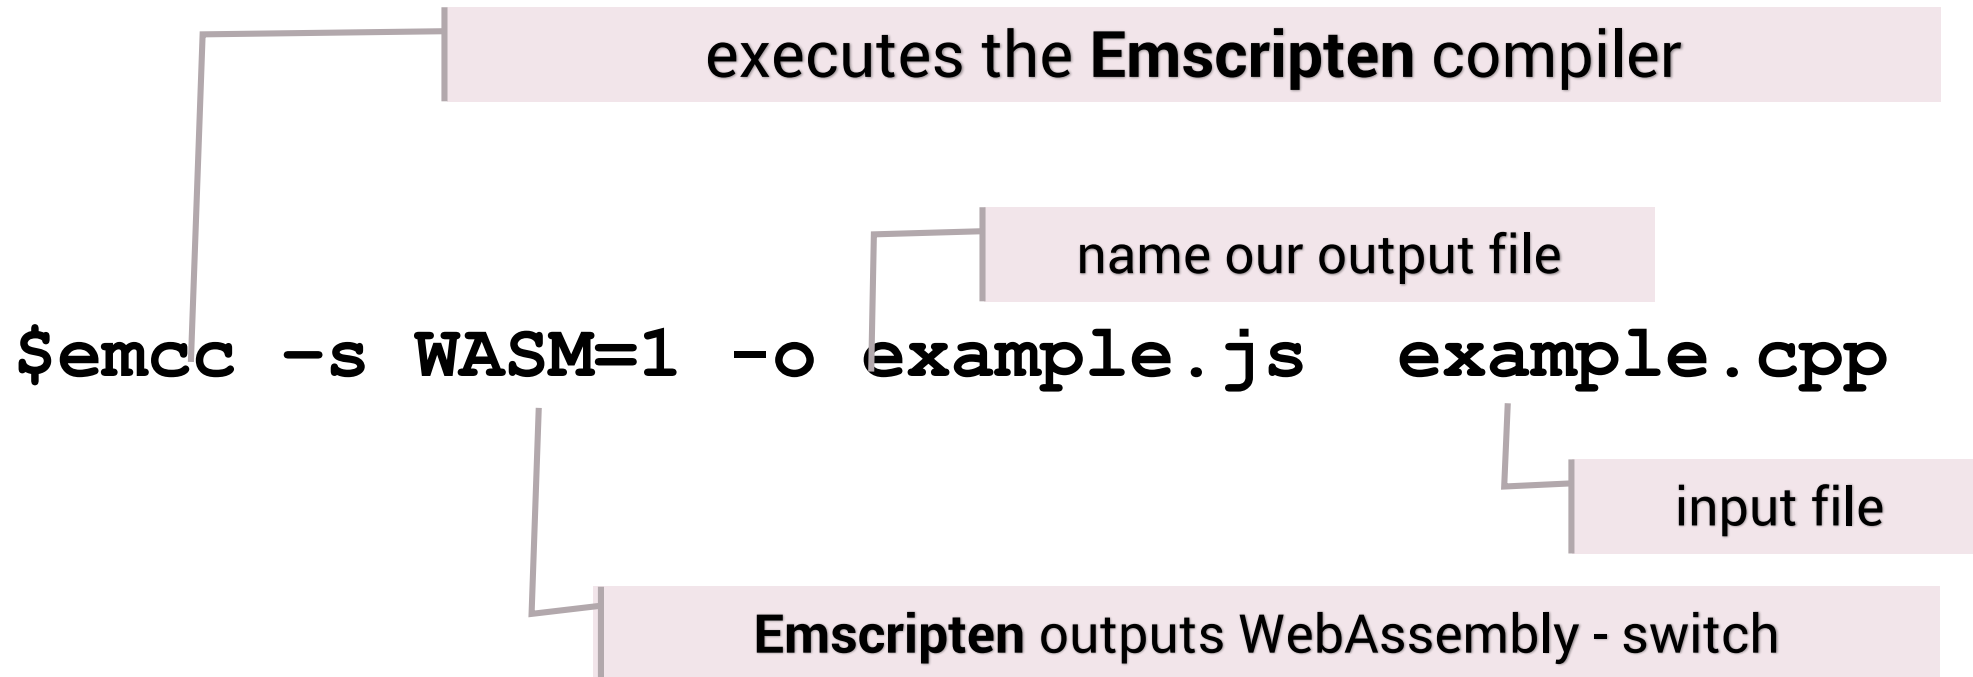 executes the Emscripten compiler
name our output file
$emcc –s WASM=1 -o example.js example.cpp
input file
Emscripten outputs WebAssembly - switch